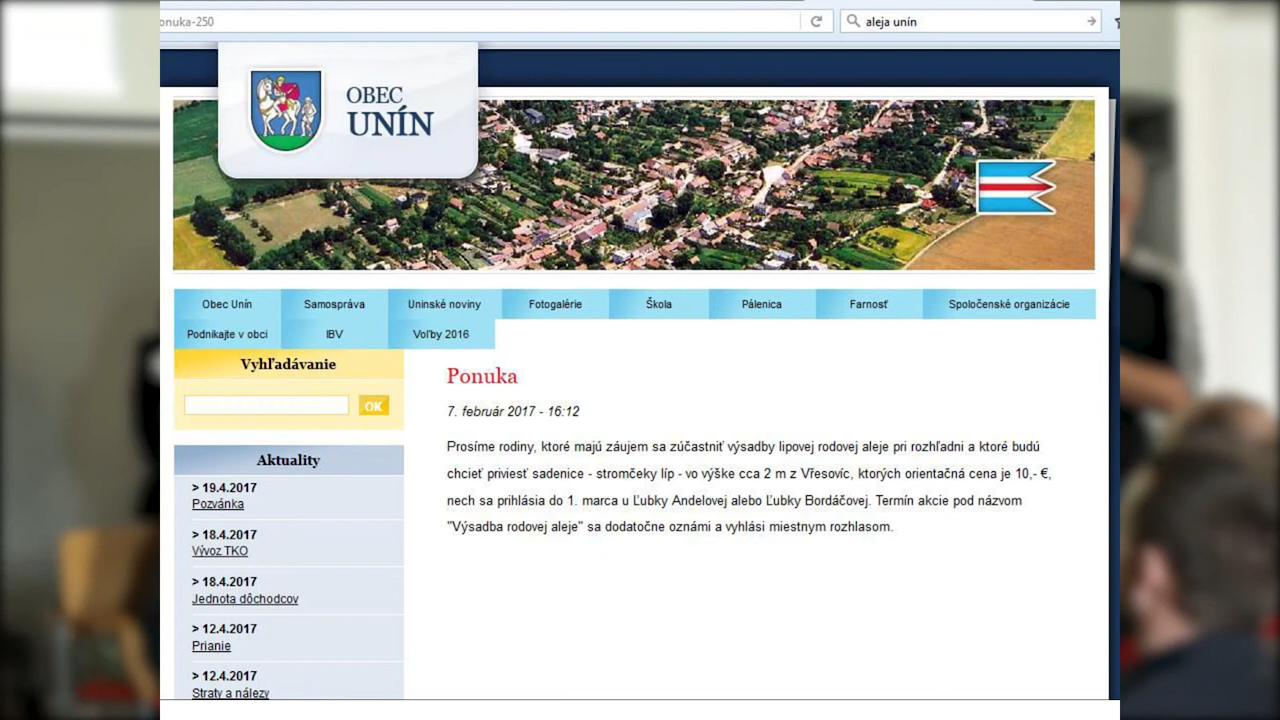 onuka-250
aleja unín
OBEC
UNÍN
Obec Unín
Samospráva
Uninské noviny
Fotogalérie
Škola
Pálenica
Farnosť
Spoločenské organizácie
Podnikajte v obci
IBV
Voľby 2016
Vyhľadávanie
OK
Aktuality
> 19.4.2017
Pozvánka
> 18.4.2017
Vývoz TKO
> 18.4.2017
Jednota dôchodcov
> 12.4.2017
Prianie
> 12.4.2017
Straty a nálezy
Ponuka
7. február 2017 - 16:12
Prosíme rodiny, ktoré majú záujem sa zúčastniť výsadby lipovej rodovej aleje pri rozhľadni a ktoré budú
chcieť priviesť sadenice - stromčeky líp - vo výške cca 2 m z Vřesovíc, ktorých orientačná cena je 10,- €,
nech sa prihlásia do 1. marca u Ľubky Andelovej alebo Ľubky Bordáčovej. Termín akcie pod názvom
"Výsadba rodovej aleje" sa dodatočne oznámi a vyhlási miestnym rozhlasom.